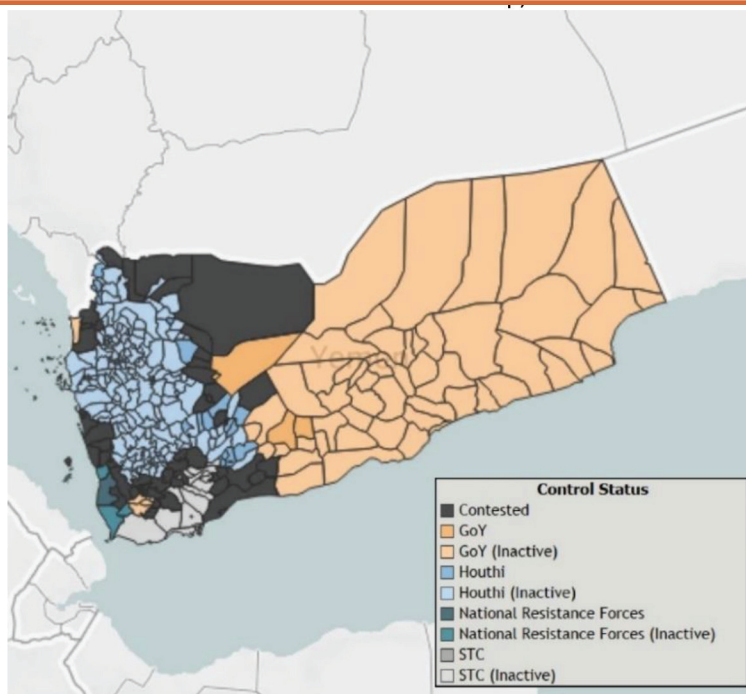 Yemen
Control Status
Contested
GoY
GoY (Inactive)
Houthi
Houthi (Inactive)
National Resistance Forces
National Resistance Forces (Inactive)
STC
STC (Inactive)